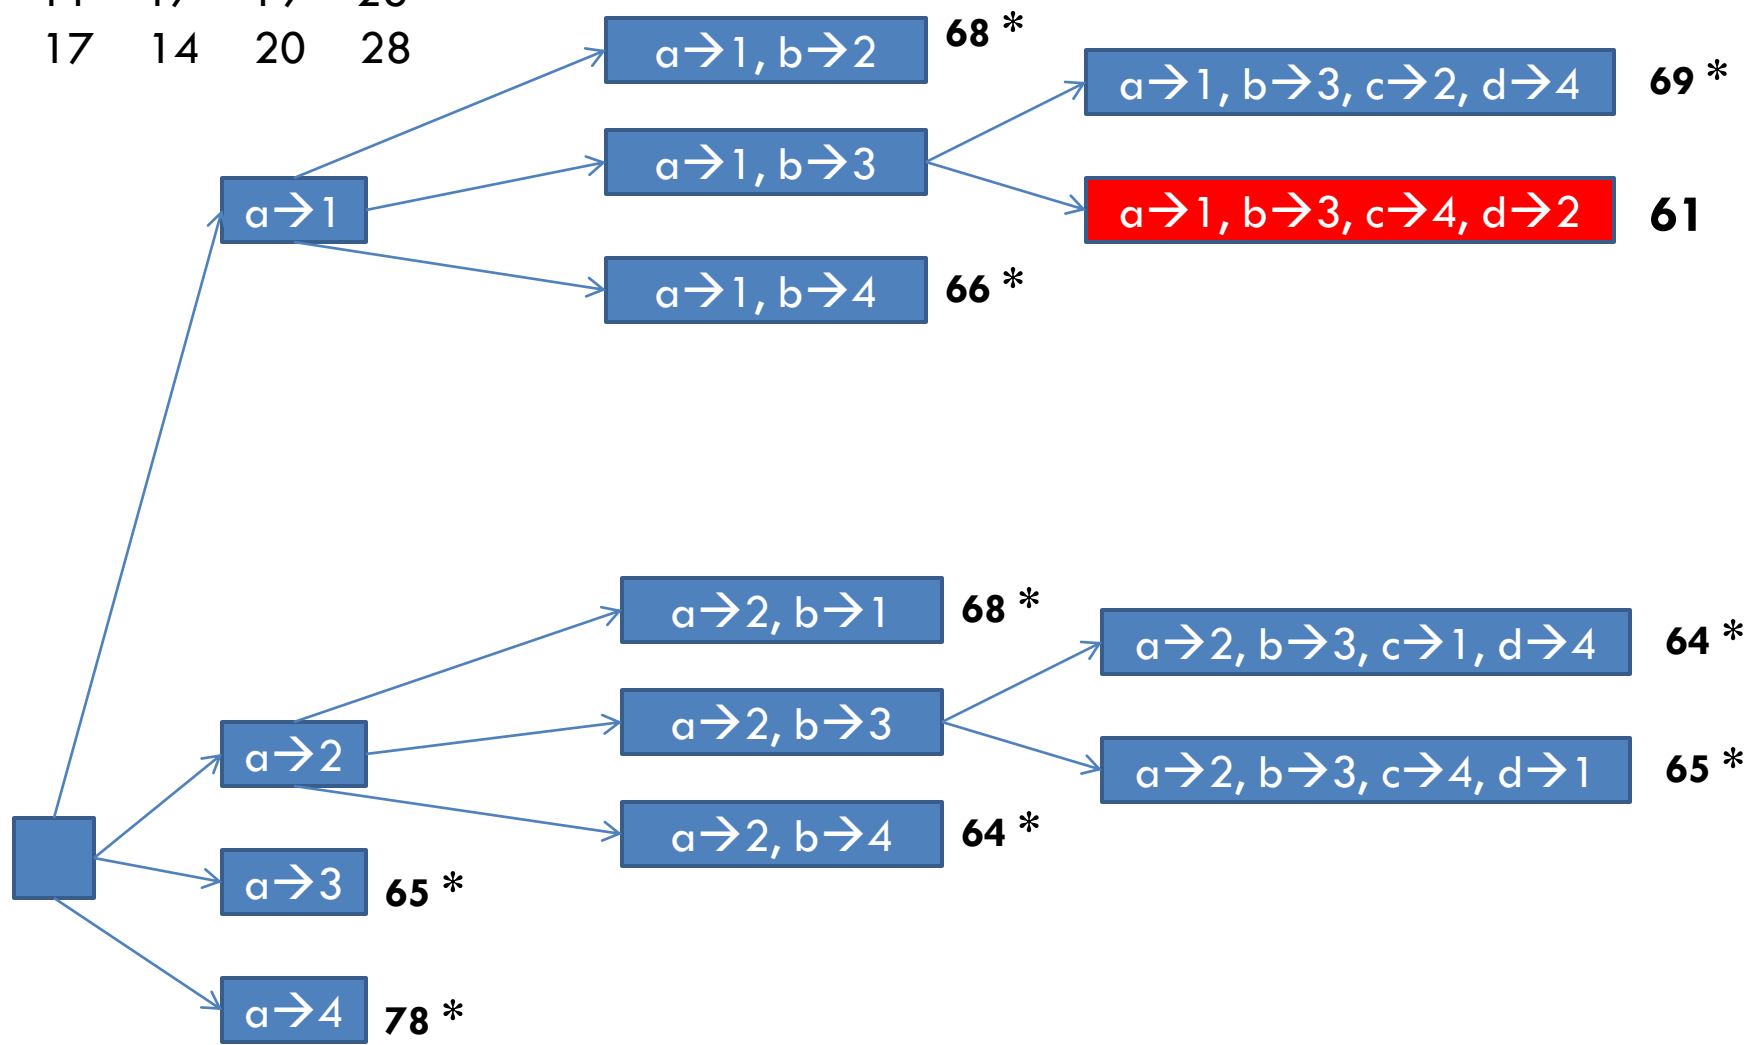 17 14 20 28
a→1, b→2 68 *
a→1, b→3, c→2, d→4 69 *
a→1, b→3
a→1
a→1, b→3, c→4, d→2 61
a→1, b→4 66 *
a→2, b→1 68 *
a→2, b→3, c→1, d→4 64 *
a→2, b→3
a→2
a→2, b→3, c→4, d→1 65 *
a→2, b→4 64 *
a→3 65 *
a→4 78 *